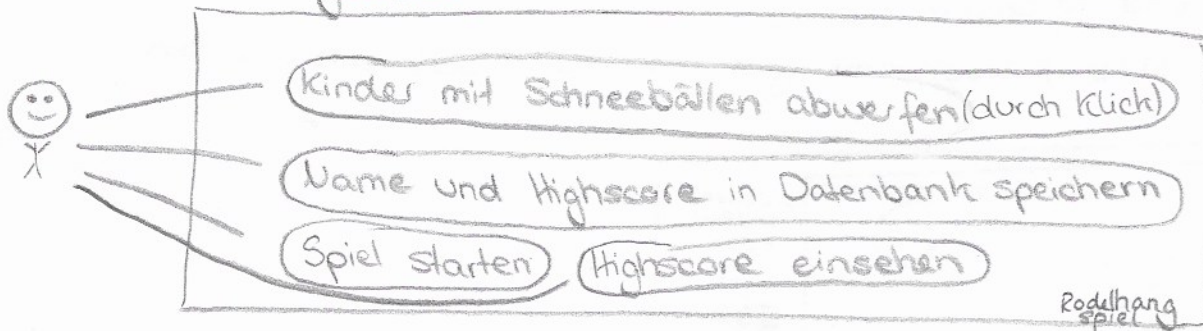 Kinder mit Schneebällen abwerfen (durch Klick)
Name und Highscore in Datenbank speichern
Spiel starten
Highscore einsehen
Rodelhang
spiel